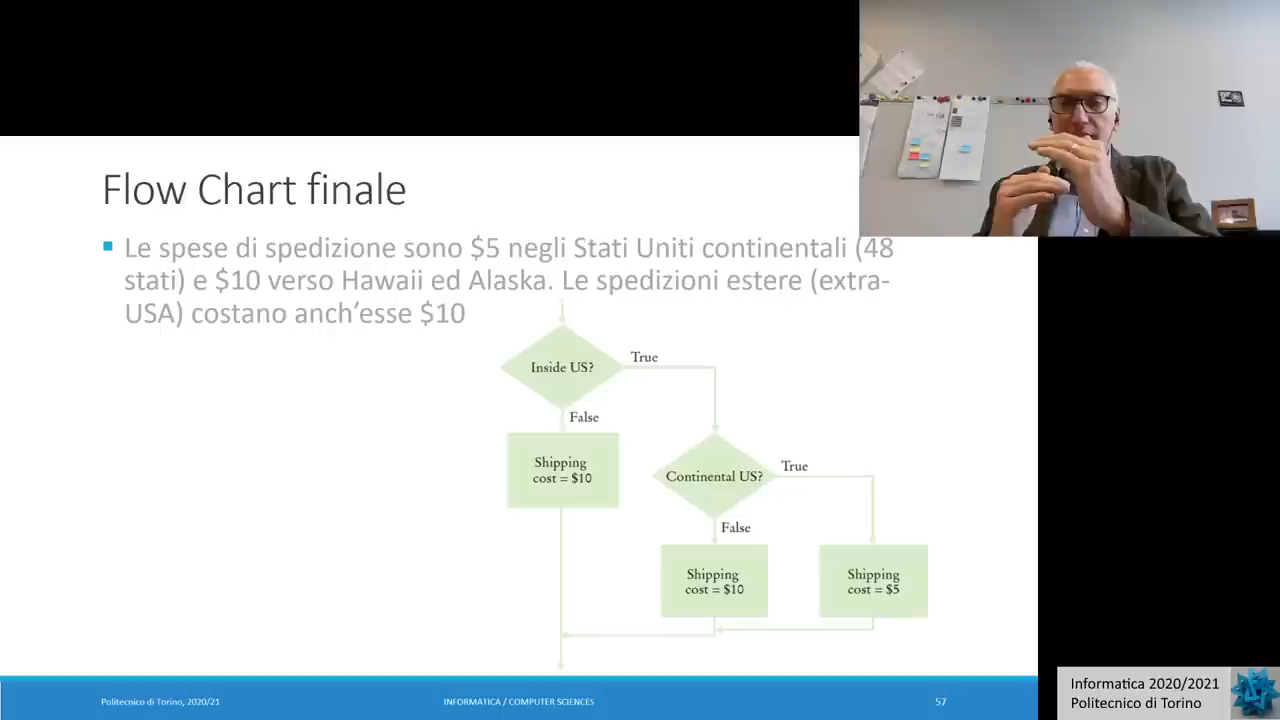 Flow Chart finale
Le spese di spedizione sono $5 negli Stati Uniti continentali (48
stati) e $10 verso Hawaii ed Alaska. Le spedizioni estere (extra-
USA) costano anch'esse $10
Inside US?
True
False
Shipping
cost = $10
Continental US?
True
False
Shipping
cost = $10
Shipping
cost = $5
Politecnico di Torino, 2020/21
INFORMATICA / COMPUTER SCIENCES
57
Informatica 2020/2021
Politecnico di Torino